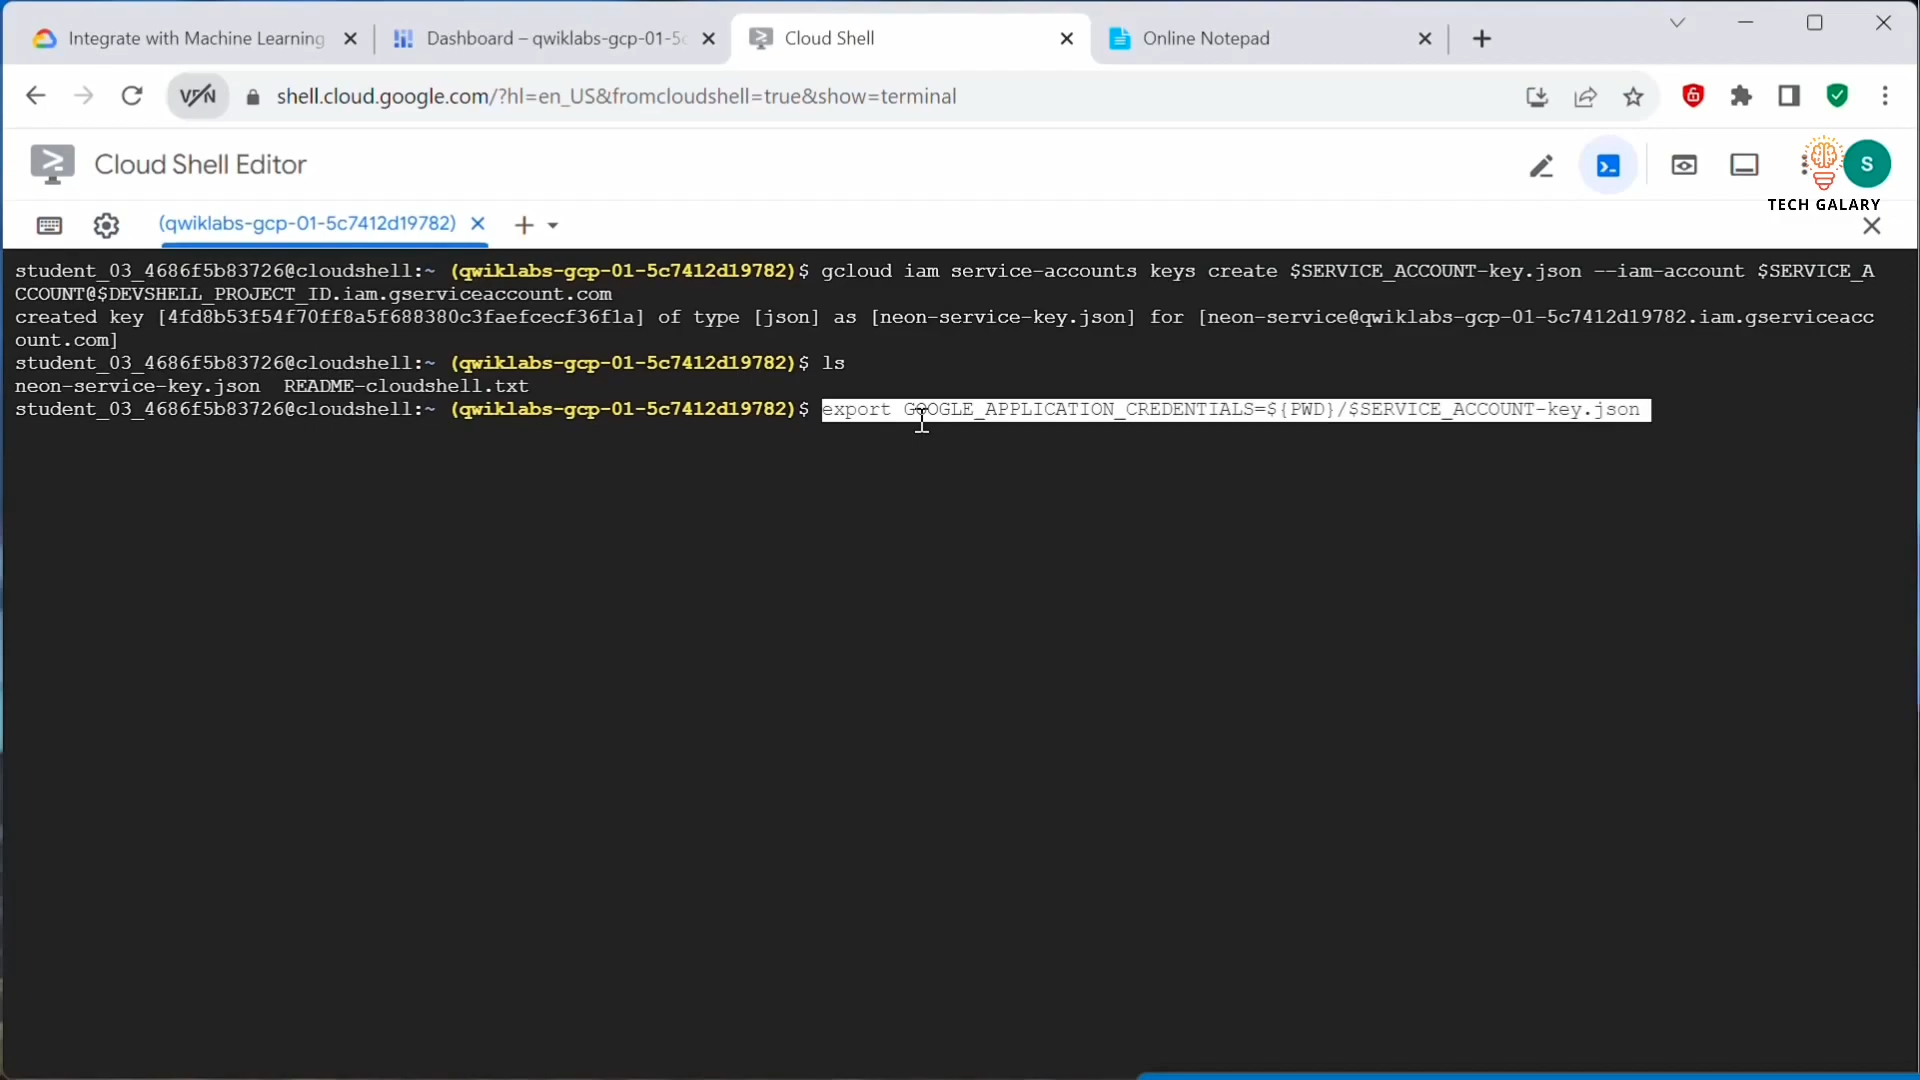 Integrate with Machine Learning
Dashboard – qwiklabs-gcp-01-5c
Cloud Shell
Online Notepad
VPN
shell.cloud.google.com/?hl=en_US&fromcloudshell=true&show=terminal
Cloud Shell Editor
S
TECH GALARY
(qwiklabs-gcp-01-5c7412d19782)
student_03_4686f5b83726@cloudshell:~ (qwiklabs-gcp-01-5c7412d19782)$ gcloud iam service-accounts keys create $SERVICE_ACCOUNT-key.json --iam-account $SERVICE_A
CCOUNT@$DEVSHELL_PROJECT_ID.iam.gserviceaccount.com
created key [4fd8b53f54f70ff8a5f688380c3faefcecf36f1a] of type [json] as [neon-service-key.json] for [neon-service@qwiklabs-gcp-01-5c7412d19782.iam.gserviceacc
ount.com]
student_03_4686f5b83726@cloudshell:~ (qwiklabs-gcp-01-5c7412d19782)$ ls
neon-service-key.json  README-cloudshell.txt
student_03_4686f5b83726@cloudshell:~ (qwiklabs-gcp-01-5c7412d19782)$ export GOOGLE_APPLICATION_CREDENTIALS=${PWD}/$SERVICE_ACCOUNT-key.json